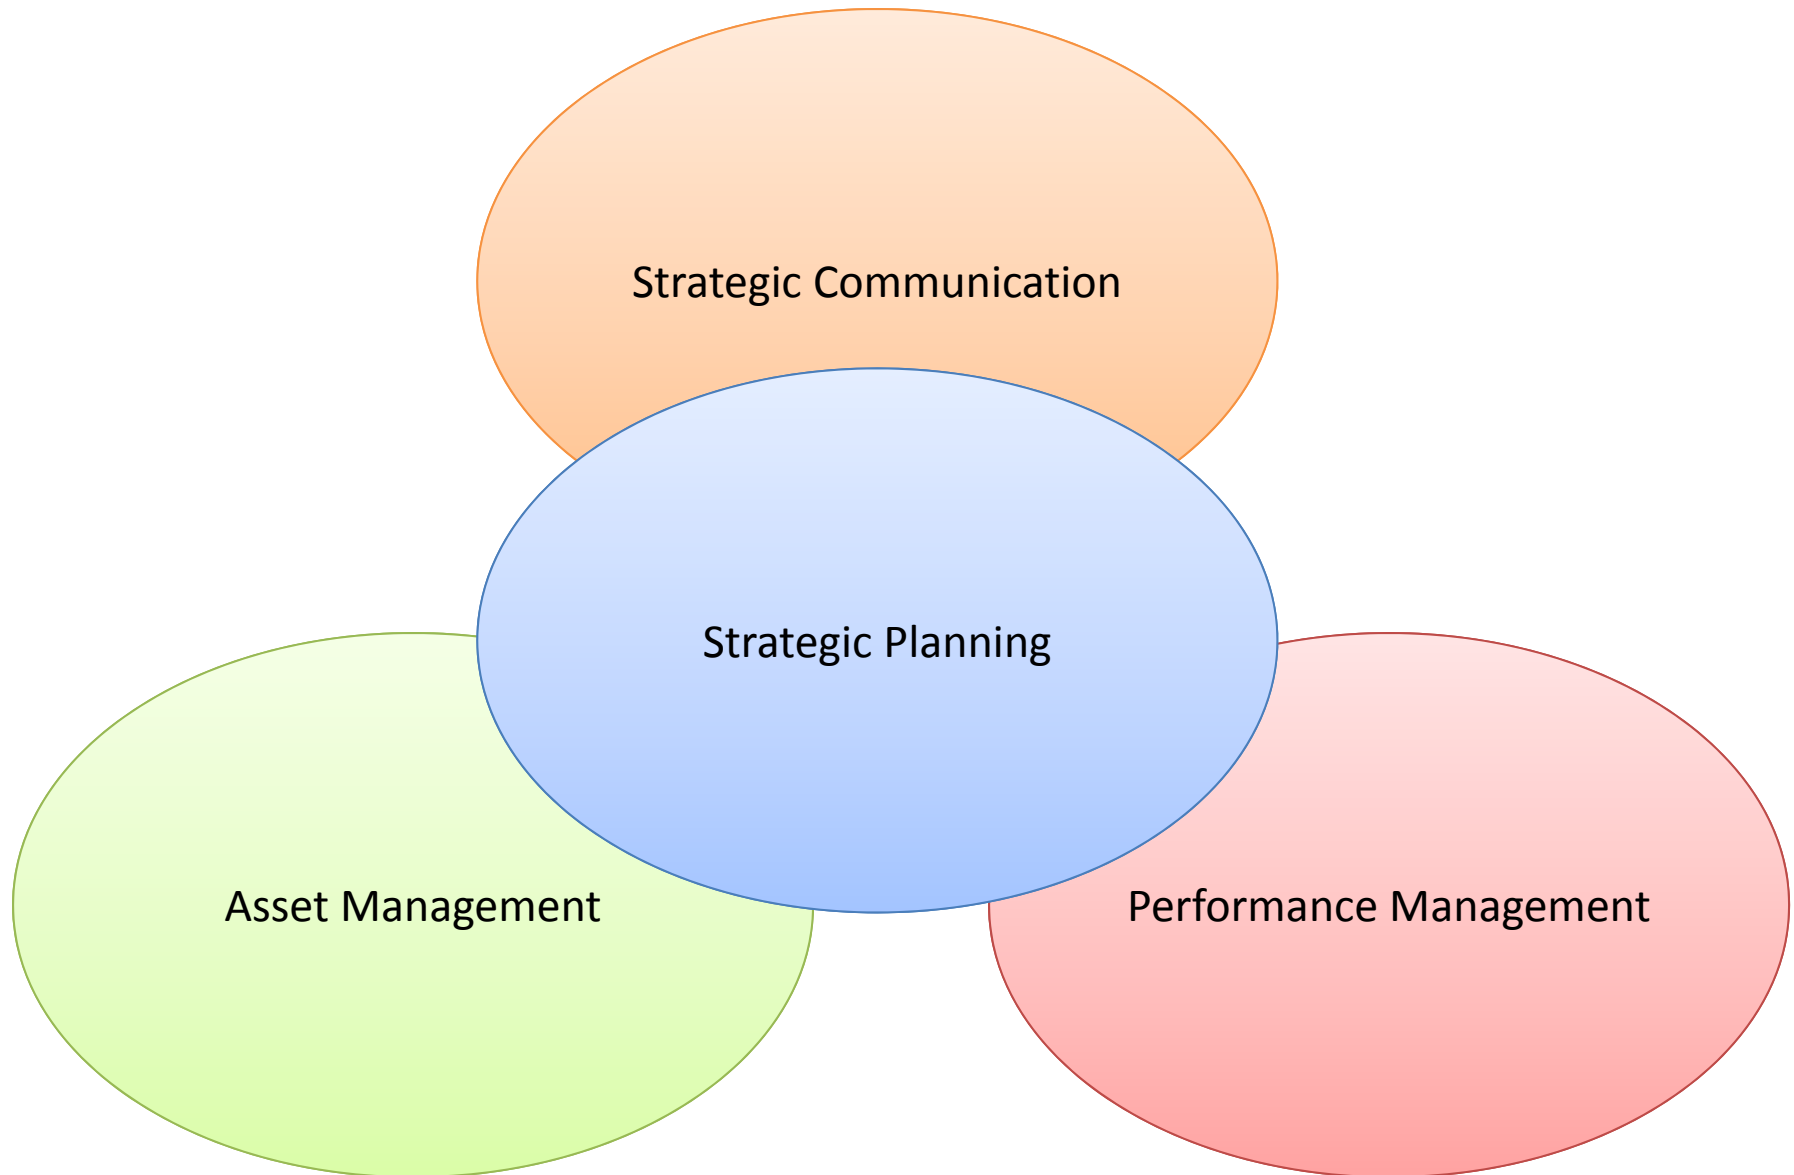 Strategic Communication
Strategic Planning
Asset Management
Performance Management